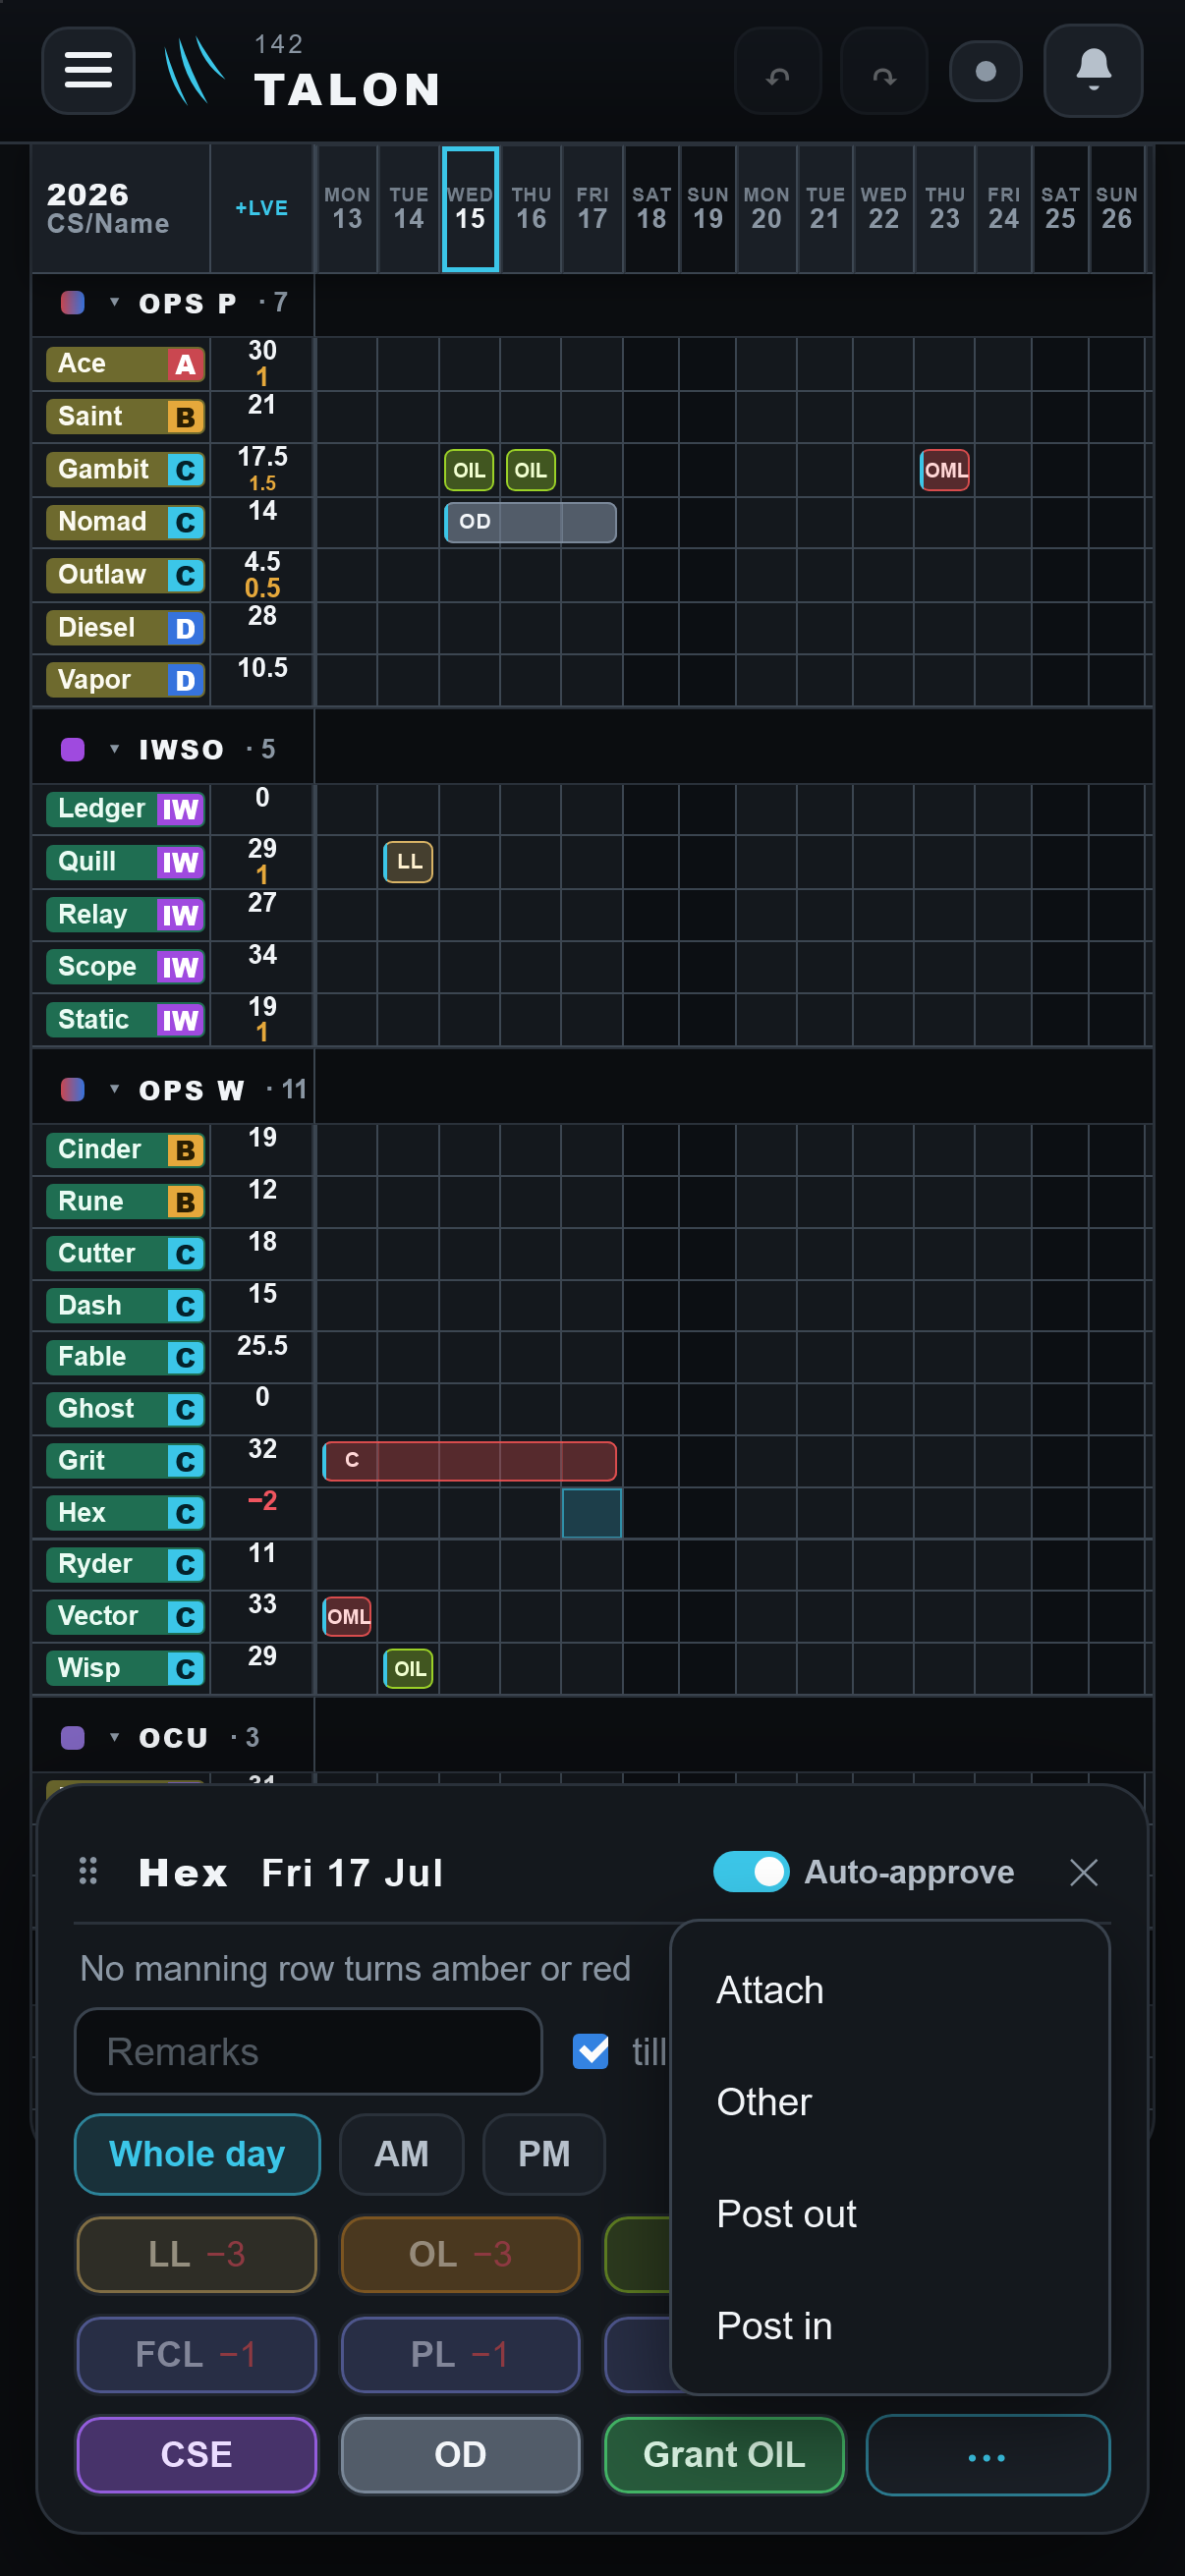 142
TALON
2026
CS/Name
+LVE
MON 13 TUE 14 WED 15 THU 16 FRI 17 SAT 18 SUN 19 MON 20 TUE 21 WED 22 THU 23 FRI 24 SAT 25 SUN 26
OPS P · 7
Ace A 30 1
Saint B 21
Gambit C 17.5 1.5 OIL OIL OML
Nomad C 14 OD
Outlaw C 4.5 0.5
Diesel D 28
Vapor D 10.5
IWSO · 5
Ledger IW 0
Quill IW 29 1 LL
Relay IW 27
Scope IW 34
Static IW 19 1
OPS W · 11
Cinder B 19
Rune B 12
Cutter C 18
Dash C 15
Fable C 25.5
Ghost C 0
Grit C 32 C
Hex C −2
Ryder C 11
Vector C 33 OML
Wisp C 29 OIL
OCU · 3
Hex Fri 17 Jul Auto-approve
No manning row turns amber or red
Remarks till
Whole day AM PM
LL −3 OL −3
FCL −1 PL −1
CSE OD Grant OIL ...
Attach
Other
Post out
Post in